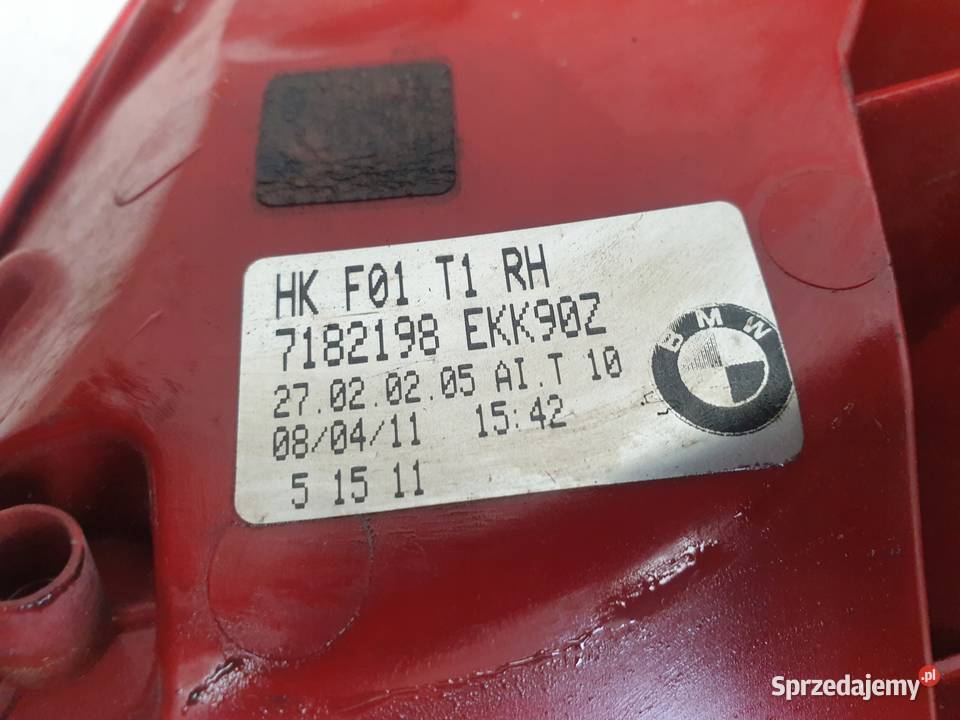 HK F01 T1 RH
7182198 EKK90Z
27.02.02.05 AI.T 10
08/04/11 15:42
5 15 11
BMW
Sprzedajemy.pl